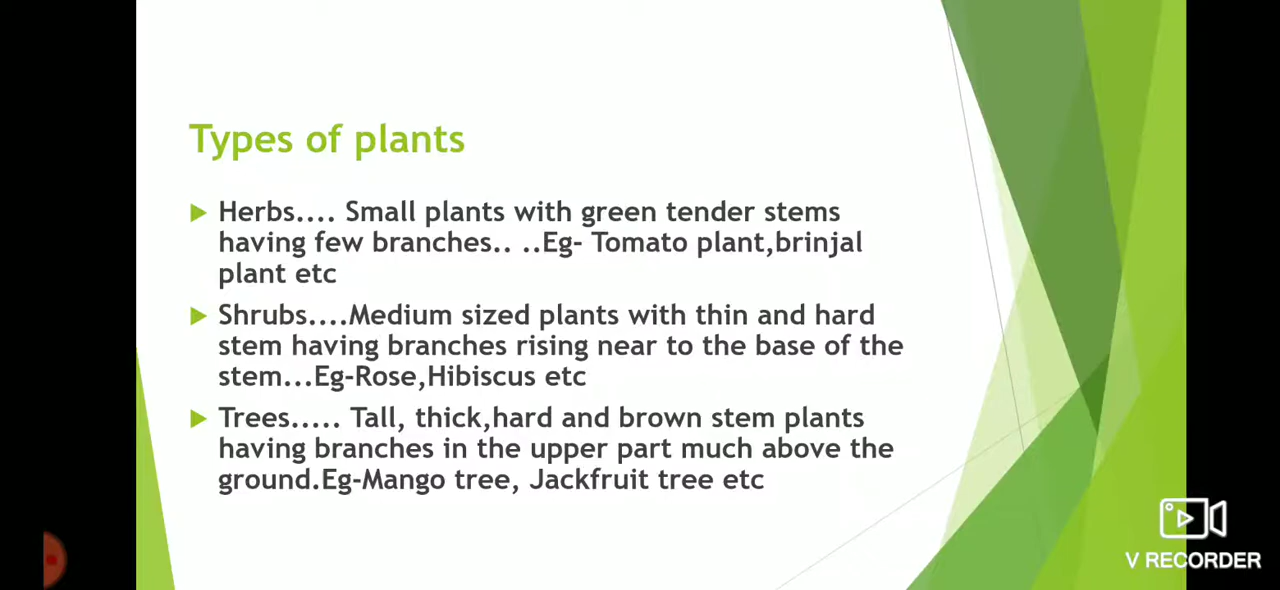 Types of plants
Herbs.... Small plants with green tender stems
having few branches.. ..Eg- Tomato plant,brinjal
plant etc
Shrubs....Medium sized plants with thin and hard
stem having branches rising near to the base of the
stem...Eg-Rose,Hibiscus etc
Trees..... Tall, thick,hard and brown stem plants
having branches in the upper part much above the
ground.Eg-Mango tree, Jackfruit tree etc
V RECORDER